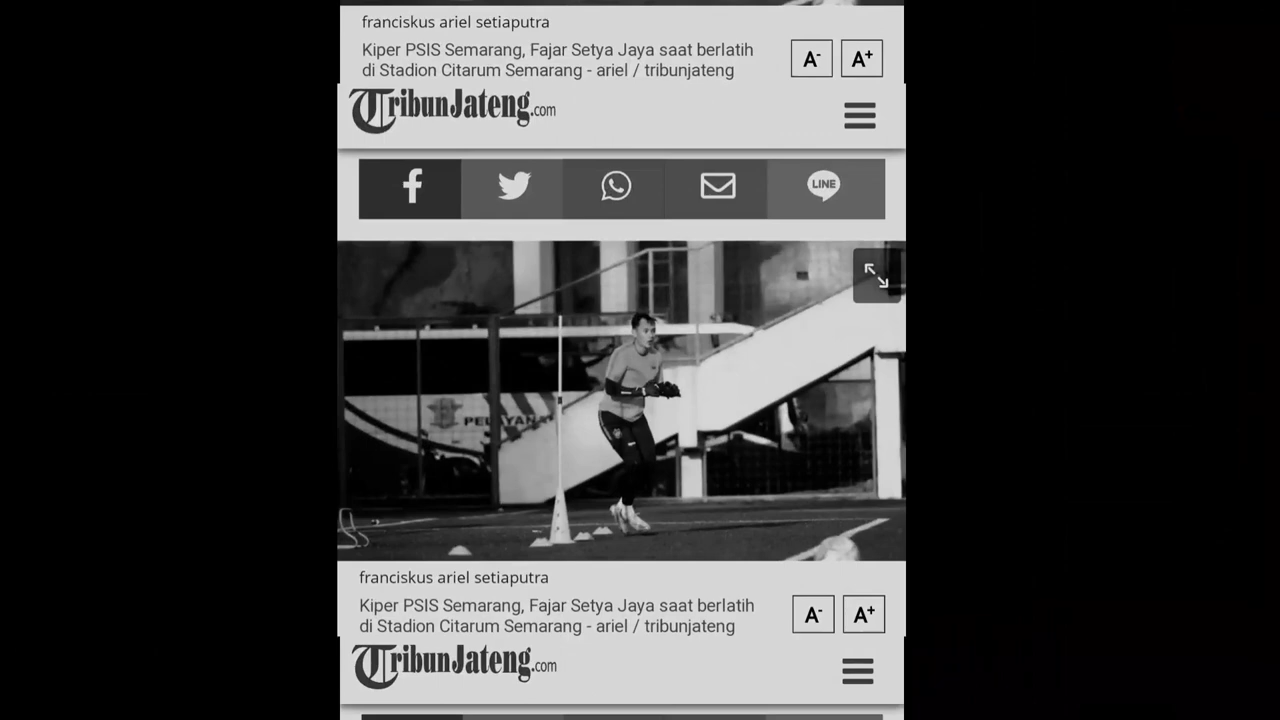 franciskus ariel setiaputra
Kiper PSIS Semarang, Fajar Setya Jaya saat berlatih
di Stadion Citarum Semarang - ariel / tribunjateng
A-
A+
TribunJateng.com
LINE
franciskus ariel setiaputra
Kiper PSIS Semarang, Fajar Setya Jaya saat berlatih
di Stadion Citarum Semarang - ariel / tribunjateng
A-
A+
TribunJateng.com